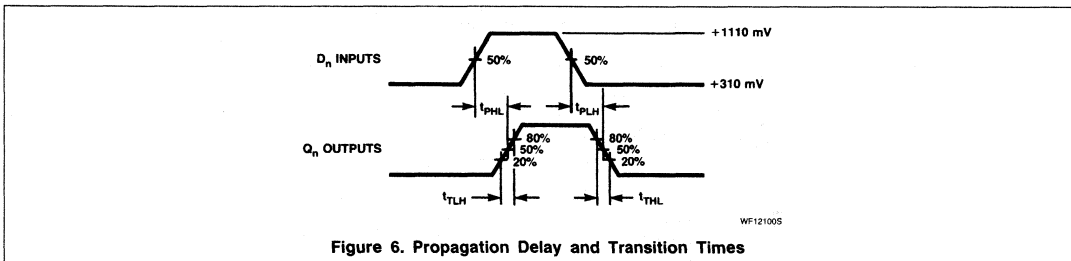 +1110 mV
Dn INPUTS
50%
50%
+310 mV
tPHL
tPLH
80%
50%
20%
80%
50%
20%
Qn OUTPUTS
tTLH
tTHL
WF12100S
Figure 6. Propagation Delay and Transition Times